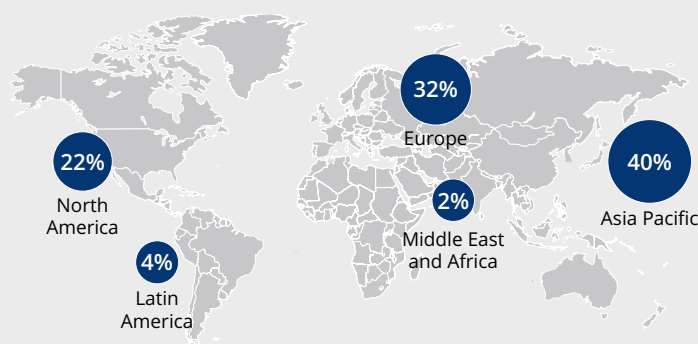 32%
Europe
22%
North
America
40%
Asia Pacific
2%
Middle East
and Africa
4%
Latin
America